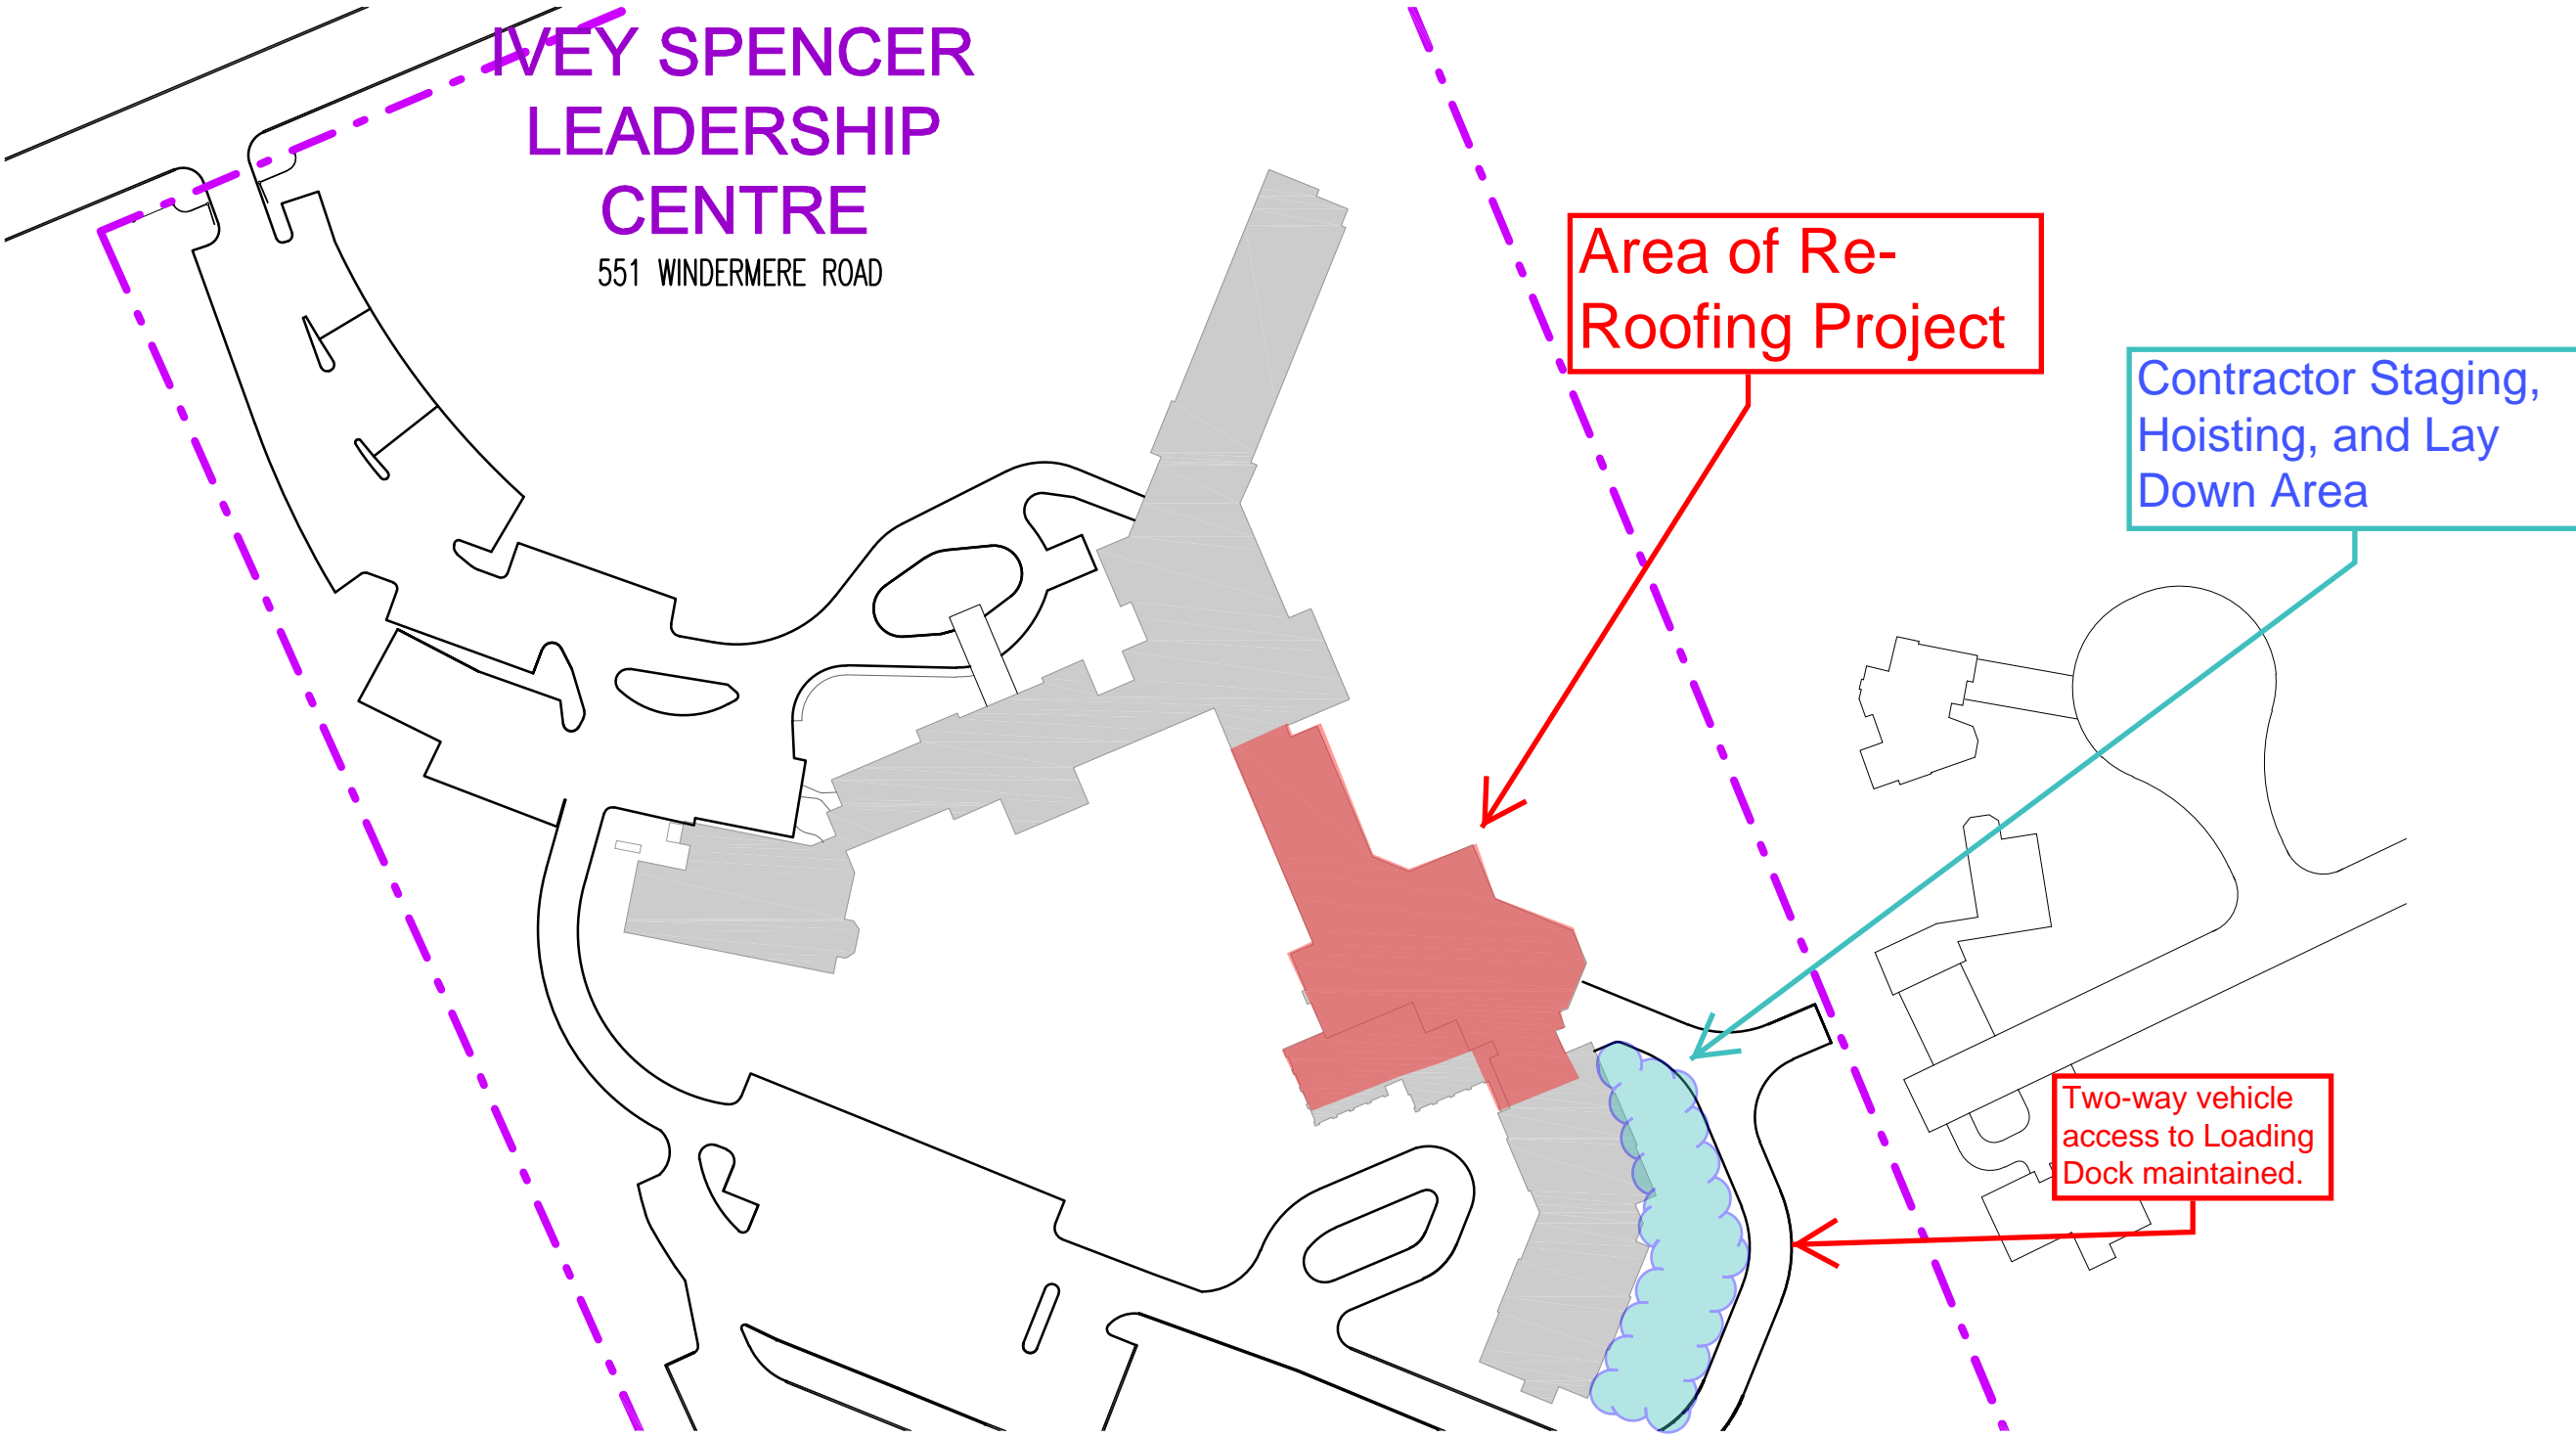 IVEY SPENCER
LEADERSHIP
CENTRE
551 WINDERMERE ROAD
Area of Re-
Roofing Project
Contractor Staging,
Hoisting, and Lay
Down Area
Two-way vehicle
access to Loading
Dock maintained.